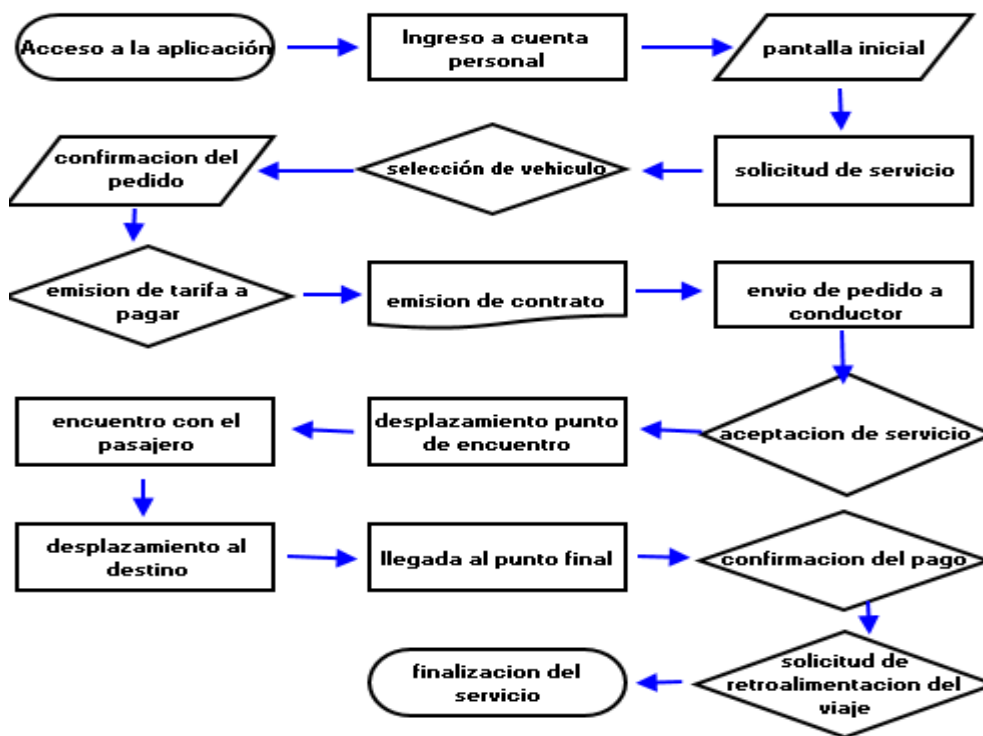 Acceso a la aplicación
Ingreso a cuenta
personal
pantalla inicial
solicitud de servicio
selección de vehiculo
confirmacion del
pedido
emision de tarifa a
pagar
emision de contrato
envio de pedido a
conductor
aceptacion de servicio
desplazamiento punto
de encuentro
encuentro con el
pasajero
desplazamiento al
destino
llegada al punto final
confirmacion del pago
solicitud de
retroalimentacion del
viaje
finalizacion del
servicio